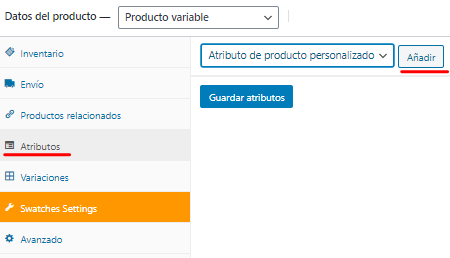 Datos del producto — Producto variable
Inventario
Atributo de producto personalizado Añadir
Envío
Guardar atributos
Productos relacionados
Atributos
Variaciones
Swatches Settings
Avanzado